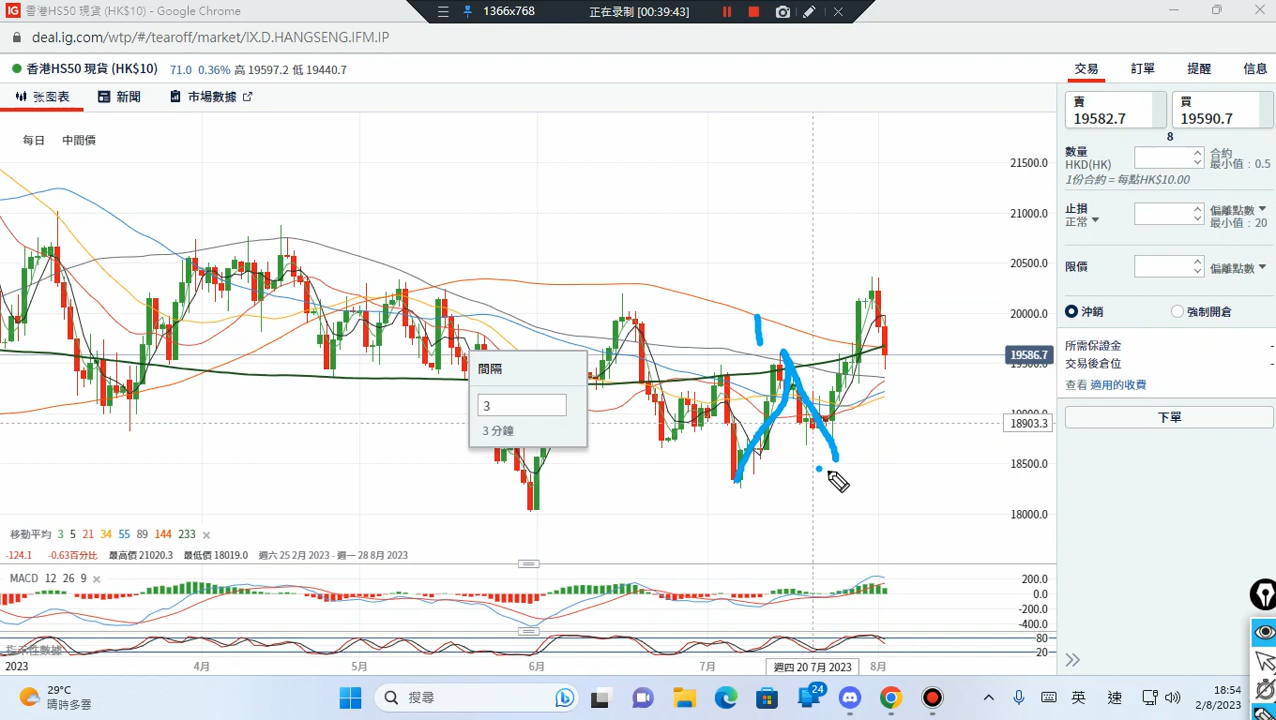 IG 香港HS50 現貨 (HK$10) - Google Chrome
1366x768 正在录制 [00:39:43]
deal.ig.com/wtp/#/tearoff/market/IX.D.HANGSENG.IFM.IP
香港HS50 現貨 (HK$10) 71.0 0.36% 高 19597.2 低 19440.7
交易 訂單 提醒 信息
张图表 新聞 市場數據
每日 中間價
賣 19582.7
買 19590.7
8
數量
HKD(HK)
合約
最小值 : 0.5
1份合約 = 每點HK$10.00
止損
正常
偏離點數
最小值 : 20
限價 偏離點數
沖銷 強制開倉
所需保證金 -
交易後倉位 -
查看 適用的收費
下單
21500.0
21000.0
20500.0
20000.0
19586.7
19500.0
19000.0
18903.3
18500.0
18000.0
間隔
3
3 分鐘
移動平均 3 5 21 34 55 89 144 233
-124.1 -0.63百分比 最高價 21020.3 最低價 18019.0 週六 25 2月 2023 - 週一 28 8月 2023
MACD 12 26 9
200.0
0.0
-200.0
-400.0
80
20
指示性數據
2023 4月 5月 6月 7月 週四 20 7月 2023 8月
29°C
晴時多雲
搜尋
24
英 速
18:54
2/8/2023